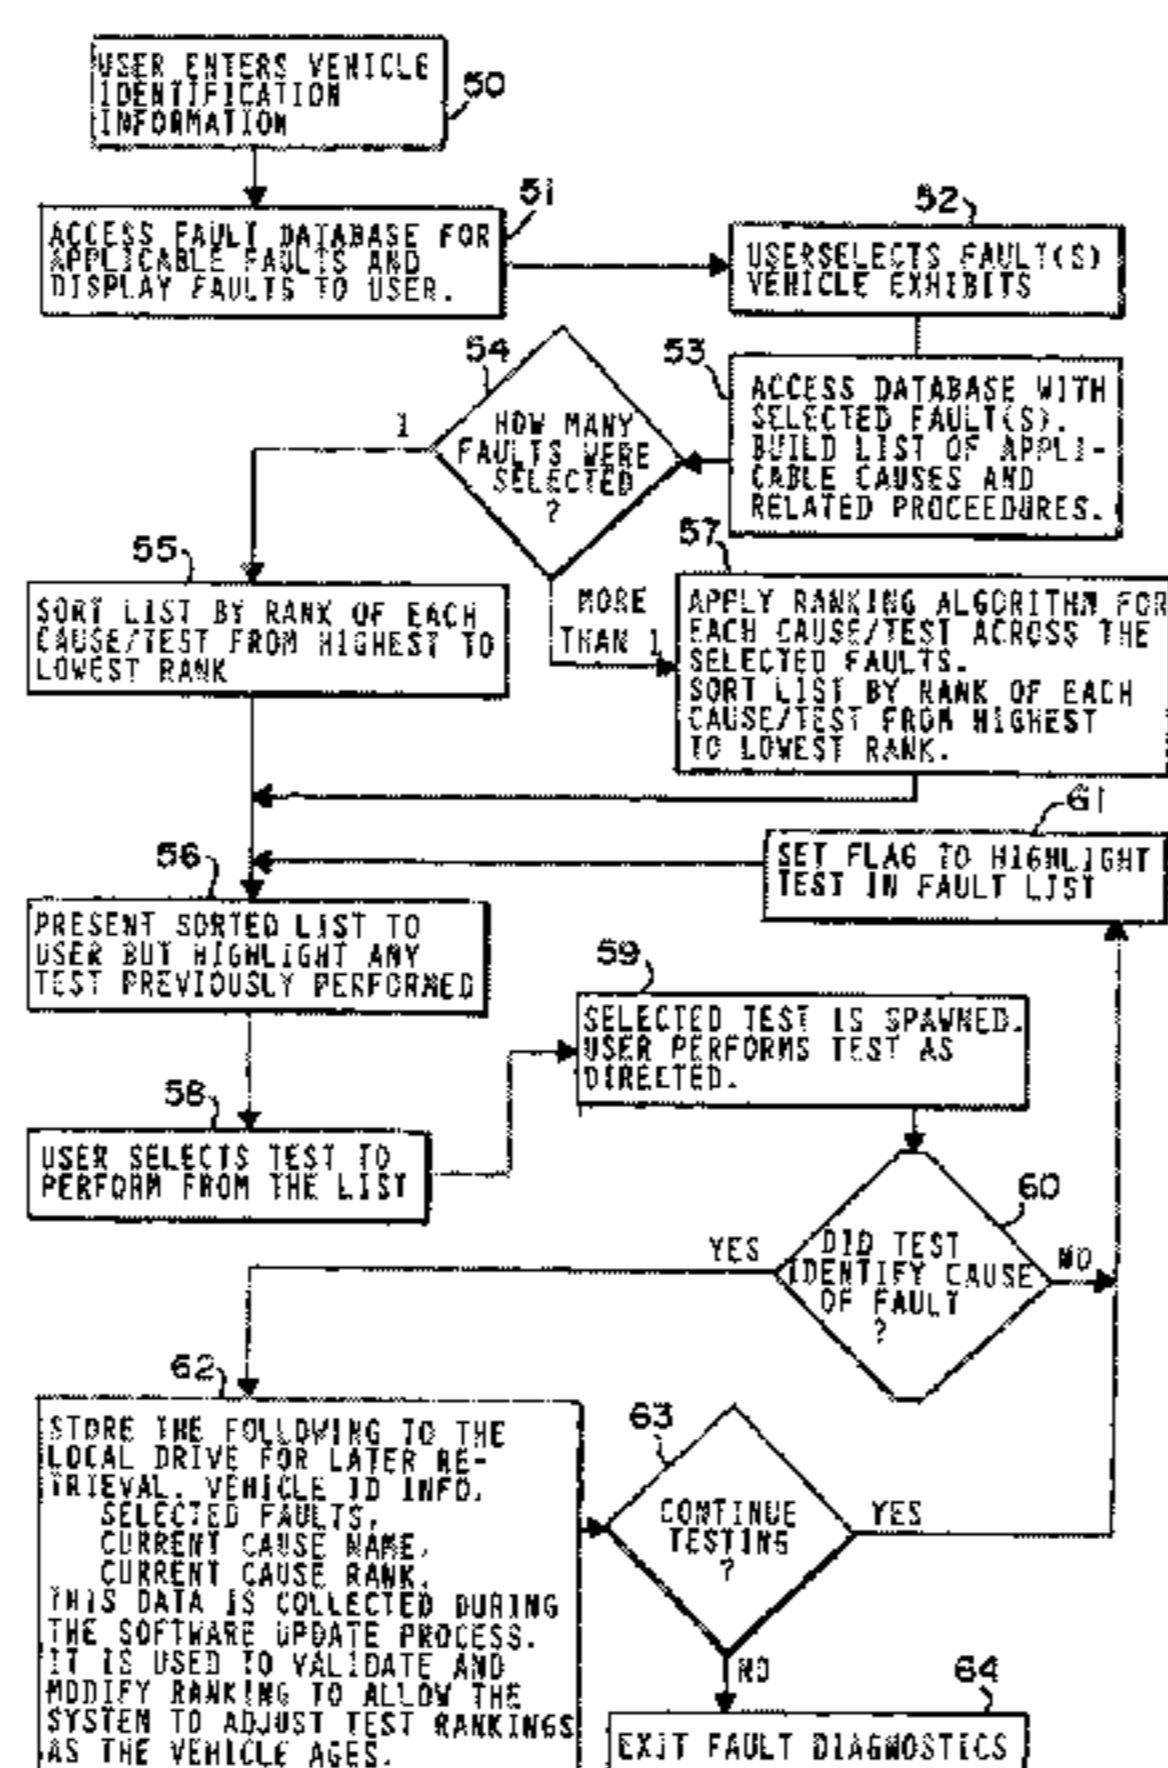 USER ENTERS VEHICLE
IDENTIFICATION
INFORMATION
50
ACCESS FAULT DATABASE FOR
APPLICABLE FAULTS AND
DISPLAY FAULTS TO USER.
51
52
USERSELECTS FAULT(S)
VEHICLE EXHIBITS
53
ACCESS DATABASE WITH
SELECTED FAULT(S).
BUILD LIST OF APPLI-
CABLE CAUSES AND
RELATED PROCEEDURES.
54
HOW MANY
FAULTS WERE
SELECTED
?
1
MORE
THAN 1
55
SORT LIST BY RANK OF EACH
CAUSE/TEST FROM HIGHEST TO
LOWEST RANK
57
APPLY RANKING ALGORITHM FOR
EACH CAUSE/TEST ACROSS THE
SELECTED FAULTS.
SORT LIST BY RANK OF EACH
CAUSE/TEST FROM HIGHEST
TO LOWEST RANK.
61
SET FLAG TO HIGHLIGHT
TEST IN FAULT LIST
56
PRESENT SORTED LIST TO
USER BUT HIGHLIGHT ANY
TEST PREVIOUSLY PERFORMED
58
USER SELECTS TEST TO
PERFORM FROM THE LIST
59
SELECTED TEST IS SPAWNED.
USER PERFORMS TEST AS
DIRECTED.
60
DID TEST
IDENTIFY CAUSE
OF FAULT
?
YES
NO
62
STORE THE FOLLOWING TO THE
LOCAL DRIVE FOR LATER RE-
TRIEVAL. VEHICLE ID INFO,
SELECTED FAULTS,
CURRENT CAUSE NAME,
CURRENT CAUSE RANK.
THIS DATA IS COLLECTED DURING
THE SOFTWARE UPDATE PROCESS.
IT IS USED TO VALIDATE AND
MODIFY RANKING TO ALLOW THE
SYSTEM TO ADJUST TEST RANKINGS
AS THE VEHICLE AGES.
63
CONTINUE
TESTING
?
YES
NO
64
EXIT FAULT DIAGNOSTICS